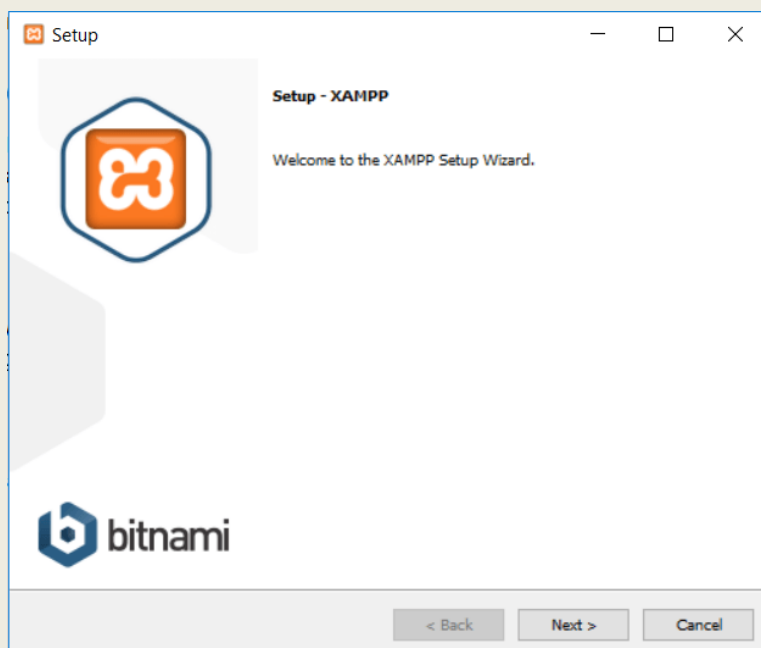 Setup
Setup - XAMPP
Welcome to the XAMPP Setup Wizard.
bitnami
< Back
Next >
Cancel